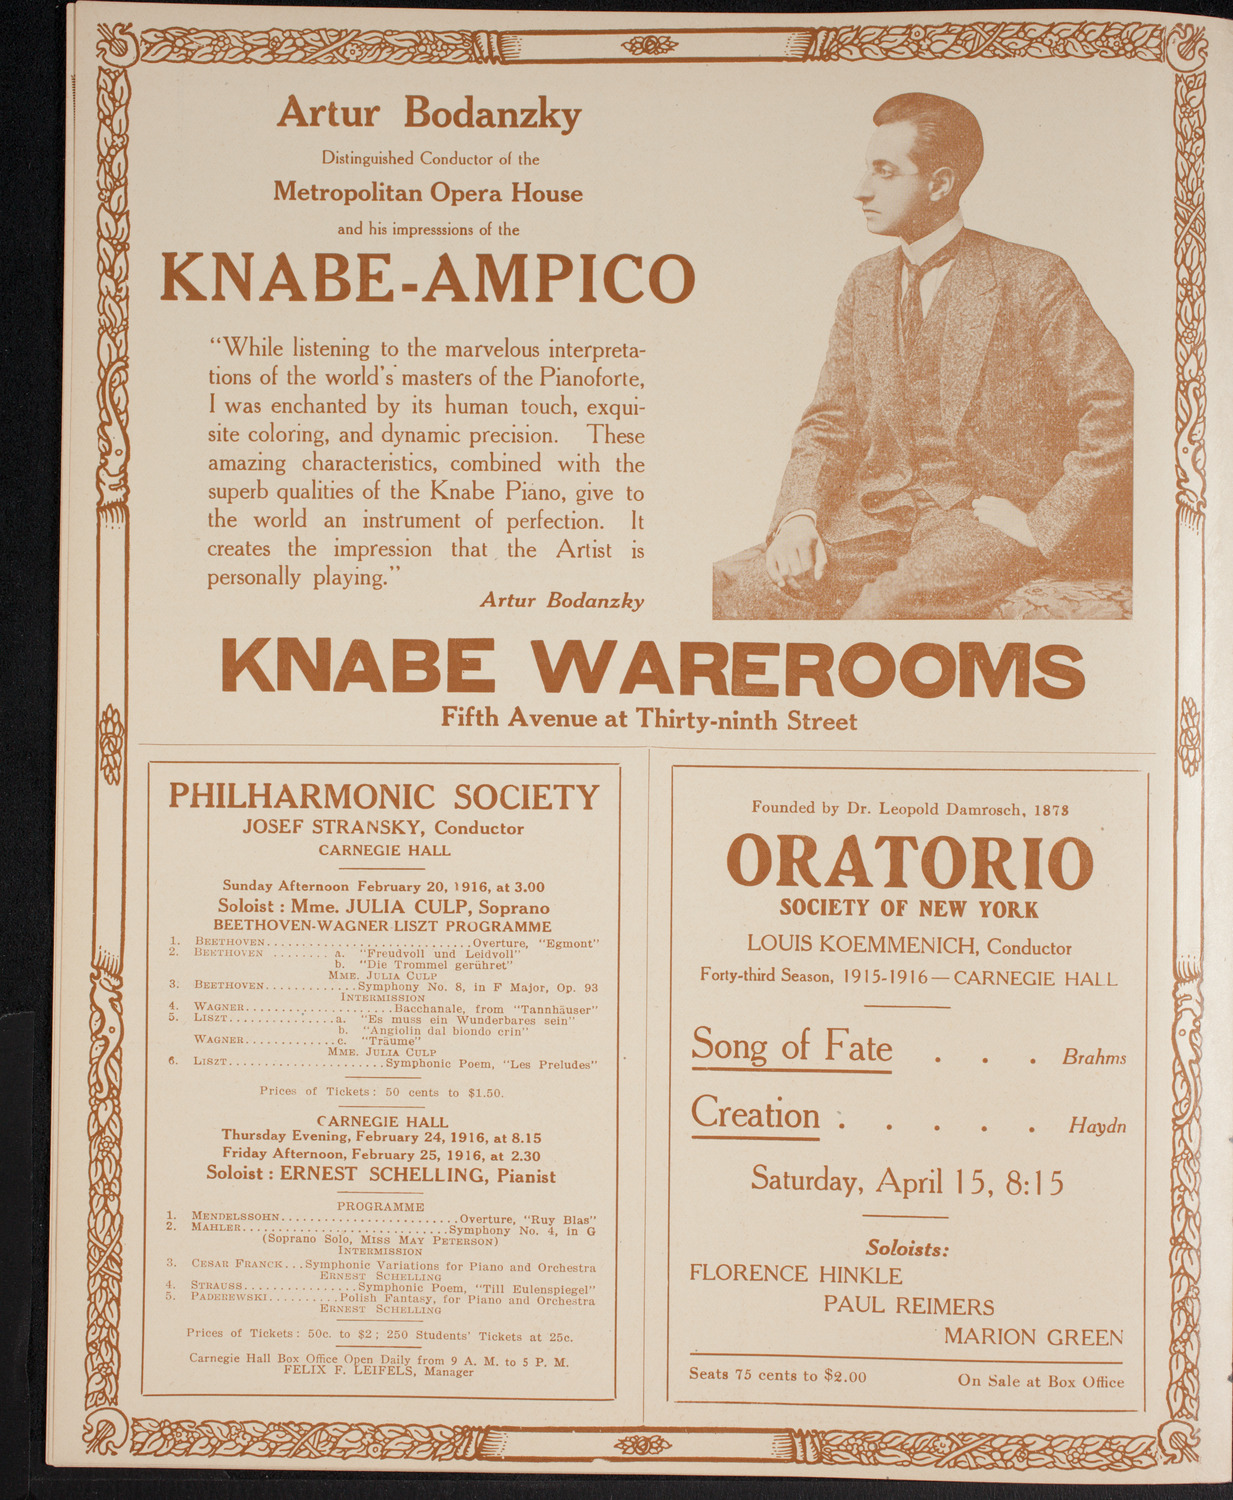 Artur Bodanzky
Distinguished Conductor of the
Metropolitan Opera House
and his impresssions of the
KNABE-AMPICO
“While listening to the marvelous interpreta-
tions of the world's masters of the Pianoforte,
I was enchanted by its human touch, exqui-
site coloring, and dynamic precision. These
amazing characteristics, combined with the
superb qualities of the Knabe Piano, give to
the world an instrument of perfection. It
creates the impression that the Artist is
personally playing.”
Artur Bodanzky
KNABE WAREROOMS
Fifth Avenue at Thirty-ninth Street
PHILHARMONIC SOCIETY
JOSEF STRANSKY, Conductor
CARNEGIE HALL
Sunday Afternoon February 20, 1916, at 3.00
Soloist : Mme. JULIA CULP, Soprano
BEETHOVEN-WAGNER LISZT PROGRAMME
1. BEETHOVEN............................Overture, "Egmont"
2. BEETHOVEN ........ a. "Freudvoll und Leidvoll"
b. "Die Trommel gerühret"
MME. JULIA CULP
3. BEETHOVEN............Symphony No. 8, in F Major, Op. 93
INTERMISSION
4. WAGNER....................Bacchanale, from "Tannhäuser"
5. LISZT..............a. "Es muss ein Wunderbares sein"
b. "Angiolin dal biondo crin"
WAGNER............c. "Träume"
MME. JULIA CULP
6. LISZT.....................Symphonic Poem, "Les Preludes"
Prices of Tickets: 50 cents to $1.50.
CARNEGIE HALL
Thursday Evening, February 24, 1916, at 8.15
Friday Afternoon, February 25, 1916, at 2.30
Soloist : ERNEST SCHELLING, Pianist
PROGRAMME
1. MENDELSSOHN........................Overture, "Ruy Blas"
2. MAHLER............................Symphony No. 4, in G
(Soprano Solo, MISS MAY PETERSON)
INTERMISSION
3. CESAR FRANCK...Symphonic Variations for Piano and Orchestra
ERNEST SCHELLING
4. STRAUSS...............Symphonic Poem, "Till Eulenspiegel"
5. PADEREWSKI..........Polish Fantasy, for Piano and Orchestra
ERNEST SCHELLING
Prices of Tickets: 50c. to $2; 250 Students' Tickets at 25c.
Carnegie Hall Box Office Open Daily from 9 A. M. to 5 P. M.
FELIX F. LEIFELS, Manager
Founded by Dr. Leopold Damrosch, 1873
ORATORIO
SOCIETY OF NEW YORK
LOUIS KOEMMENICH, Conductor
Forty-third Season, 1915-1916—CARNEGIE HALL
Song of Fate . . . Brahms
Creation . . . . . Haydn
Saturday, April 15, 8:15
Soloists:
FLORENCE HINKLE
PAUL REIMERS
MARION GREEN
Seats 75 cents to $2.00 On Sale at Box Office